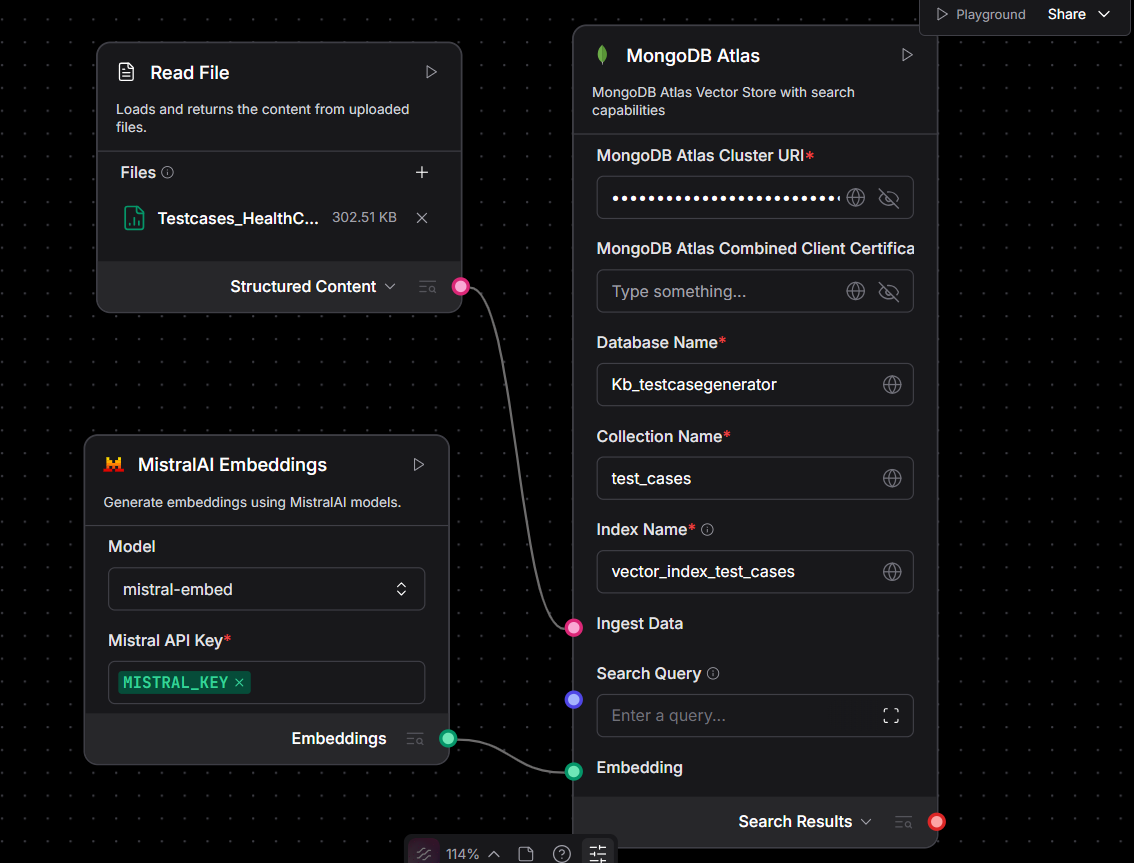 Playground
Share
Read File
Loads and returns the content from uploaded
files.
Files
Testcases_HealthC...
302.51 KB
Structured Content
MistralAI Embeddings
Generate embeddings using MistralAI models.
Model
mistral-embed
Mistral API Key*
MISTRAL_KEY ×
Embeddings
MongoDB Atlas
MongoDB Atlas Vector Store with search
capabilities
MongoDB Atlas Cluster URI*
MongoDB Atlas Combined Client Certifica
Type something...
Database Name*
Kb_testcasegenerator
Collection Name*
test_cases
Index Name*
vector_index_test_cases
Ingest Data
Search Query
Enter a query...
Embedding
Search Results
114%